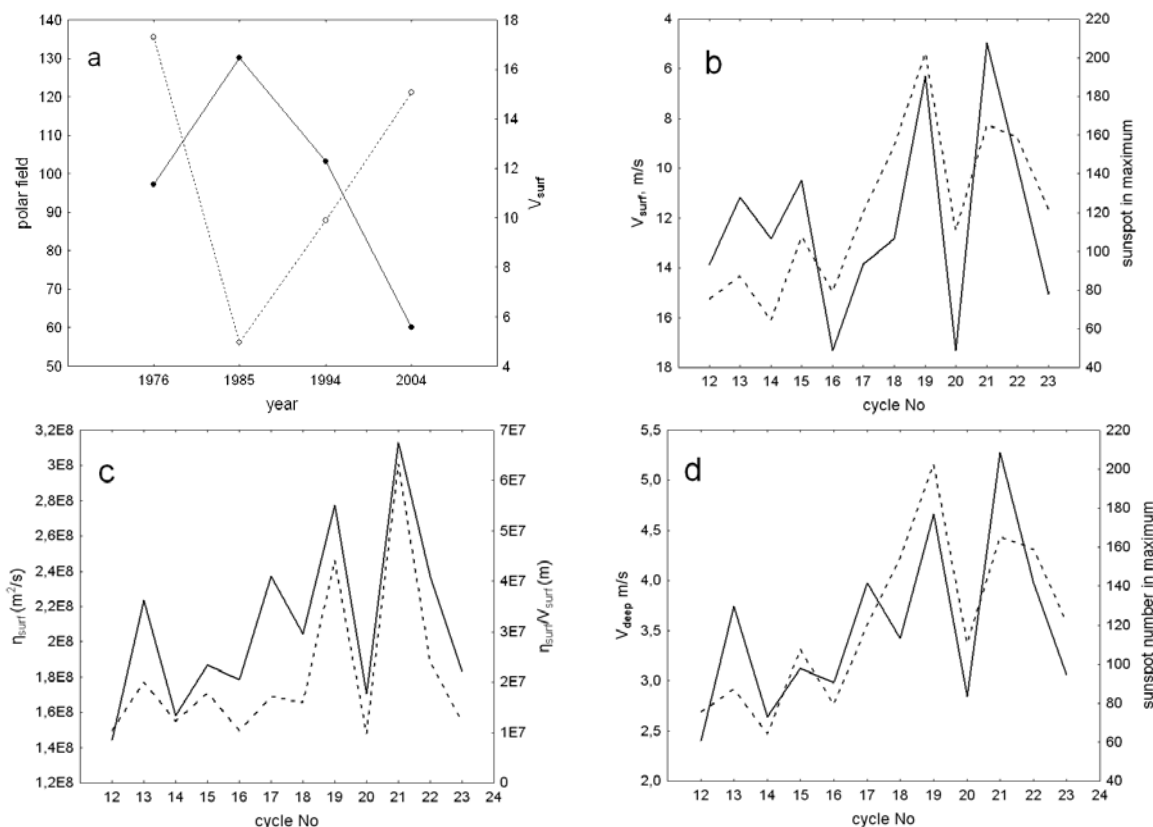 a
140
130
120
110
100
90
80
70
60
50
polar field
18
16
14
12
10
8
6
4
Vsurf
1976 1985 1994 2004
year
b
4
6
8
10
12
14
16
18
Vsurf, m/s
220
200
180
160
140
120
100
80
60
40
sunspot in maximum
12 13 14 15 16 17 18 19 20 21 22 23
cycle No
c
3,2E8
3E8
2,8E8
2,6E8
2,4E8
2,2E8
2E8
1,8E8
1,6E8
1,4E8
1,2E8
ηsurf (m²/s)
7E7
6E7
5E7
4E7
3E7
2E7
1E7
0
ηsurf/Vsurf (m)
12 13 14 15 16 17 18 19 20 21 22 23 24
cycle No
d
5,5
5,0
4,5
4,0
3,5
3,0
2,5
2,0
Vdeep m/s
220
200
180
160
140
120
100
80
60
40
sunspot number in maximum
12 13 14 15 16 17 18 19 20 21 22 23 24
cycle No